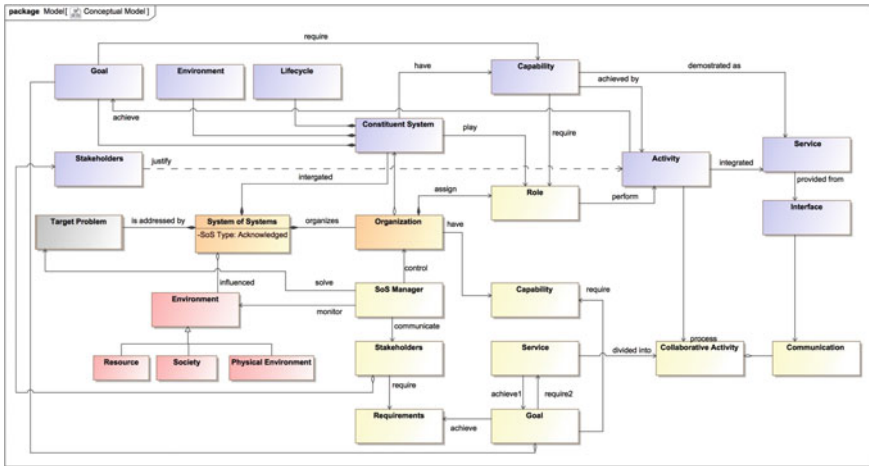 package Model[ Conceptual Model ]
require
Goal
Environment
Lifecycle
have
Capability
demostrated as
achieved by
achieve
Constituent System
play
require
Stakeholders
justify
Activity
integrated
Service
intergated
assign
Role
perform
provided from
Interface
Target Problem
is addressed by
System of Systems
-SoS Type: Acknowledged
organizes
Organization
have
influenced
solve
control
Environment
monitor
SoS Manager
Capability
require
communicate
Resource
Society
Physical Environment
Stakeholders
Service
divided into
process
Collaborative Activity
Communication
require
achieve1
require2
Requirements
achieve
Goal